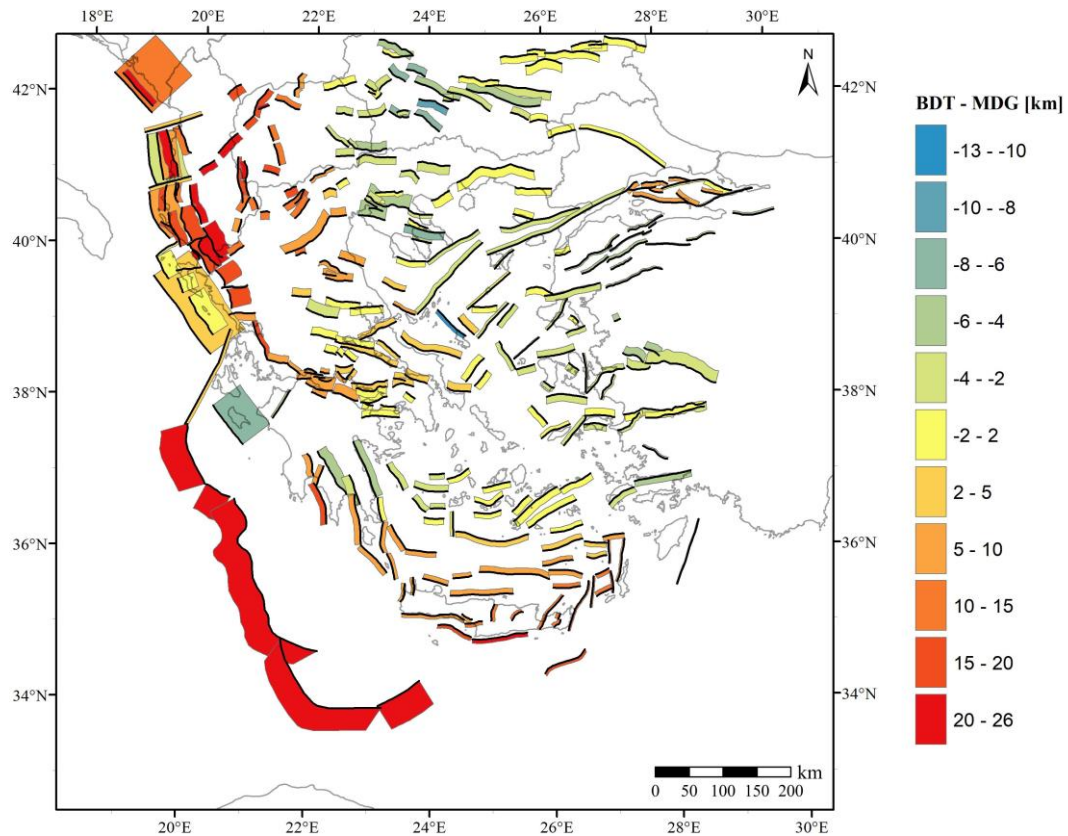 18°E 20°E 22°E 24°E 26°E 28°E 30°E
N
42°N 42°N
40°N 40°N
38°N 38°N
36°N 36°N
34°N 34°N
BDT - MDG [km]
-13 - -10
-10 - -8
-8 - -6
-6 - -4
-4 - -2
-2 - 2
2 - 5
5 - 10
10 - 15
15 - 20
20 - 26
km
0 50 100 200
20°E 22°E 24°E 26°E 28°E 30°E